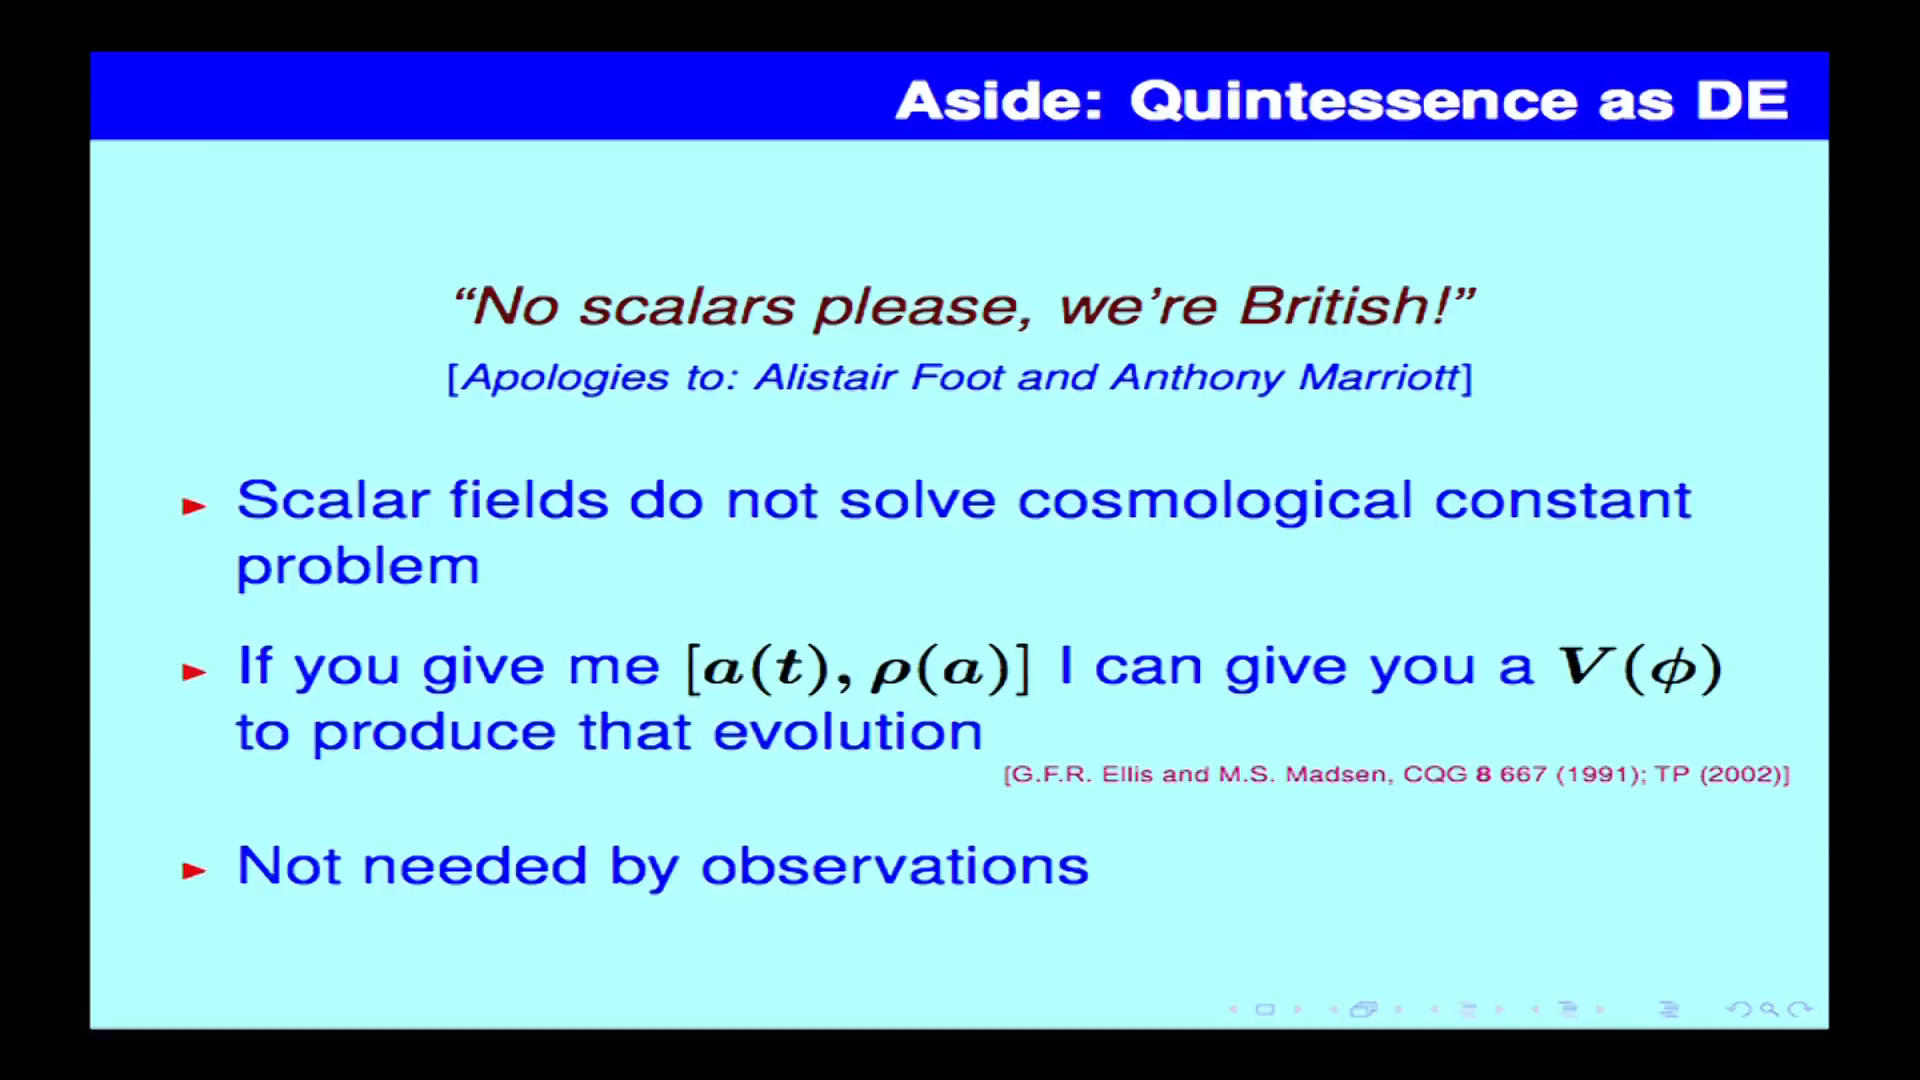 Aside: Quintessence as DE
“No scalars please, we’re British!”
[Apologies to: Alistair Foot and Anthony Marriott]
► Scalar fields do not solve cosmological constant
problem
► If you give me [a(t), ρ(a)] I can give you a V(ϕ)
to produce that evolution
[G.F.R. Ellis and M.S. Madsen, CQG 8 667 (1991); TP (2002)]
► Not needed by observations